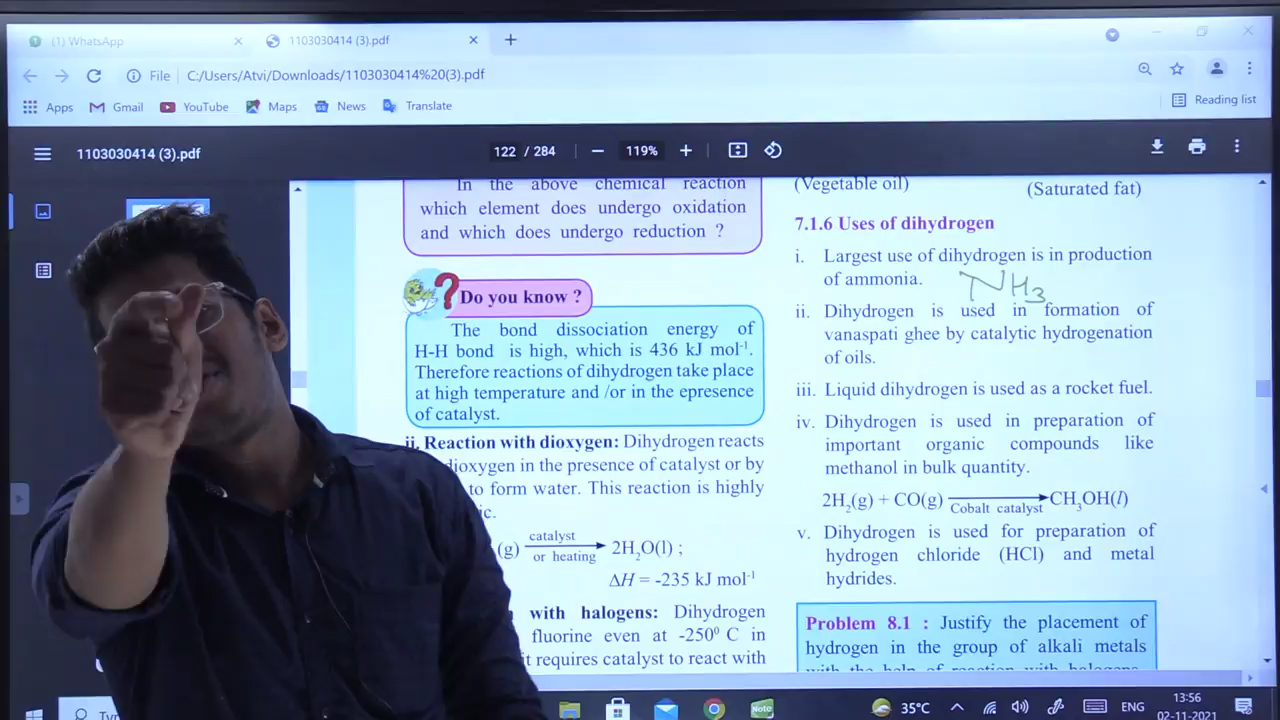 (1) WhatsApp
1103030414 (3).pdf
File
C:/Users/Atvi/Downloads/1103030414%20(3).pdf
Apps
Gmail
YouTube
Maps
News
Translate
Reading list
1103030414 (3).pdf
122 / 284
119%
In the above chemical reaction
which element does undergo oxidation
and which does undergo reduction ?
Do you know ?
The bond dissociation energy of
H-H bond is high, which is 436 kJ mol⁻¹.
Therefore reactions of dihydrogen take place
at high temperature and /or in the epresence
of catalyst.
ii. Reaction with dioxygen: Dihydrogen reacts
dioxygen in the presence of catalyst or by
to form water. This reaction is highly
ic.
(g) catalyst or heating 2H₂O(l) ;
ΔH = -235 kJ mol⁻¹
with halogens: Dihydrogen
fluorine even at -250⁰ C in
it requires catalyst to react with
(Vegetable oil) (Saturated fat)
7.1.6 Uses of dihydrogen
i. Largest use of dihydrogen is in production
of ammonia. NH₃
ii. Dihydrogen is used in formation of
vanaspati ghee by catalytic hydrogenation
of oils.
iii. Liquid dihydrogen is used as a rocket fuel.
iv. Dihydrogen is used in preparation of
important organic compounds like
methanol in bulk quantity.
2H₂(g) + CO(g) Cobalt catalyst CH₃OH(l)
v. Dihydrogen is used for preparation of
hydrogen chloride (HCl) and metal
hydrides.
Problem 8.1 : Justify the placement of
hydrogen in the group of alkali metals
with the help of reaction with halogens.
Note
35°C
ENG
13:56
02-11-2021